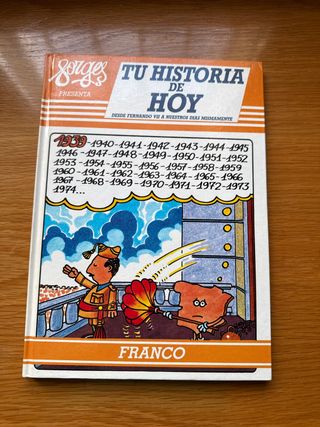 Forges
PRESENTA
TU HISTORIA
DE
HOY
DESDE FERNANDO VII A NUESTROS DIAS MISMAMENTE
1939-1940-1941-1942-1943-1944-1945
1946-1947-1948-1949-1950-1951-1952
1953-1954-1955-1956-1957-1958-1959
1960-1961-1962-1963-1964-1965-1966
1967-1968-1969-1970-1971-1972-1973
1974...
FRANCO